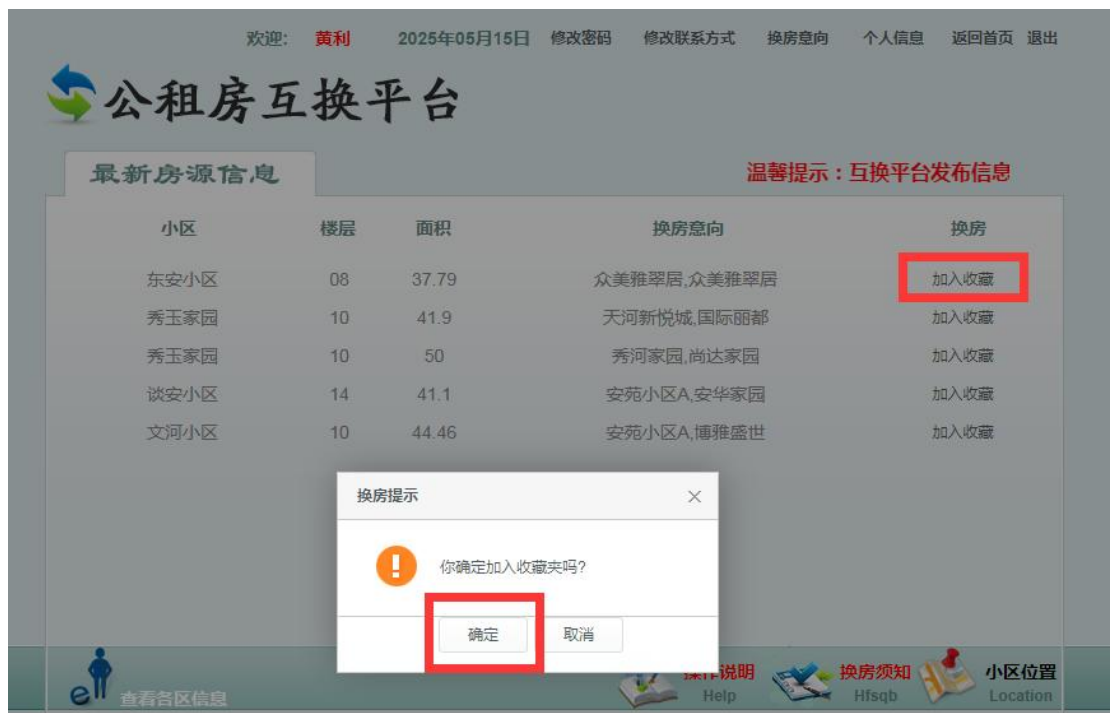 欢迎: 黄利 2025年05月15日 修改密码 修改联系方式 换房意向 个人信息 返回首页 退出
公租房互换平台
最新房源信息 温馨提示：互换平台发布信息
小区 楼层 面积 换房意向 换房
东安小区 08 37.79 众美雅翠居,众美雅翠居 加入收藏
秀玉家园 10 41.9 天河新悦城,国际丽都 加入收藏
秀玉家园 10 50 秀河家园,尚达家园 加入收藏
谈安小区 14 41.1 安苑小区A,安华家园 加入收藏
文河小区 10 44.46 安苑小区A,博雅盛世 加入收藏
换房提示
你确定加入收藏夹吗?
确定 取消
e 查看各区信息 操作说明 换房须知 小区位置
Help Hfsqb Location